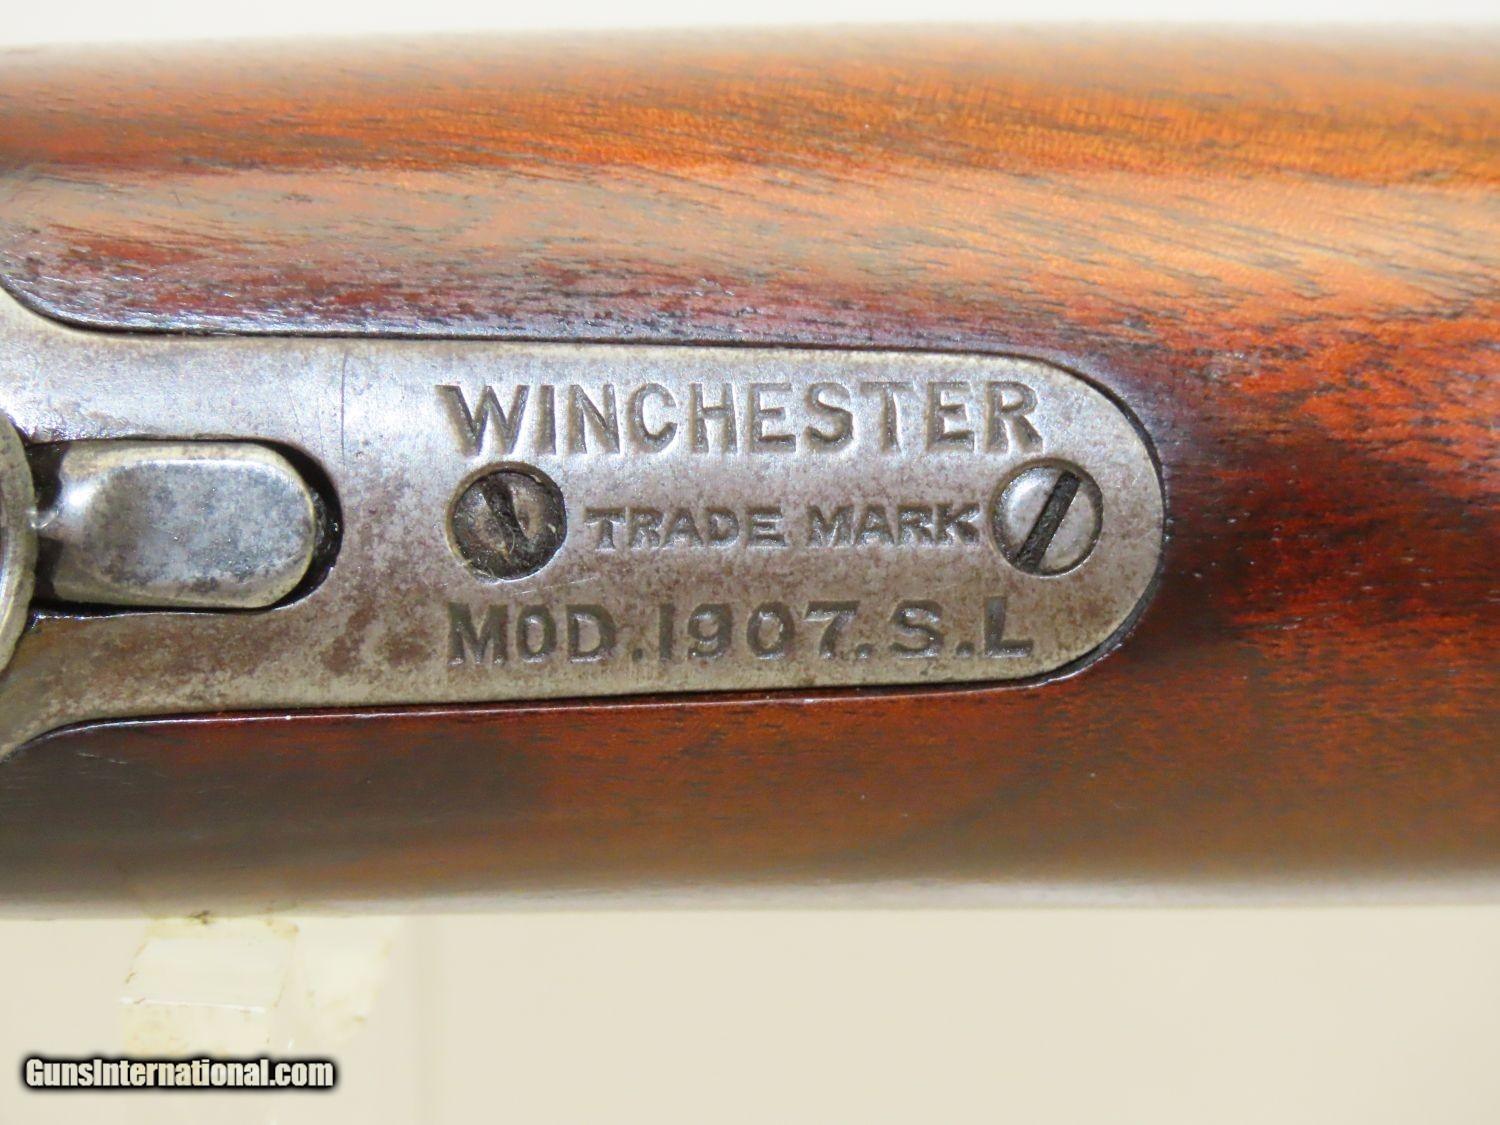 WINCHESTER
TRADE MARK
MOD.1907.S.L
GunsInternational.com